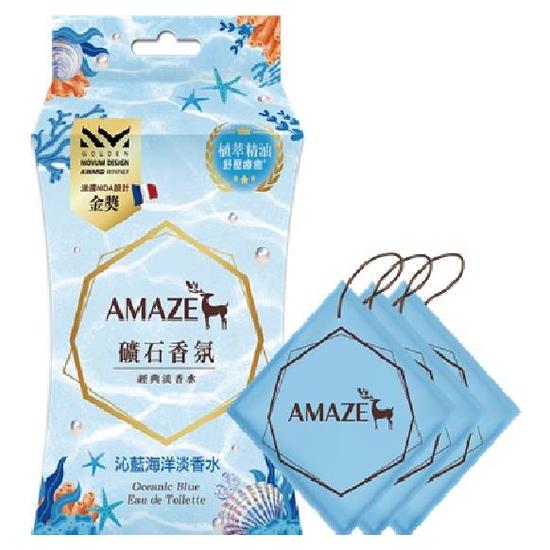 GOLDEN
NOVUM DESIGN
AWARD WINNER
法國NDA設計
金獎
植萃精油
舒壓療癒
AMAZE
礦石香氛
經典淡香水
沁藍海洋淡香水
Oceanic Blue
Eau de Toilette
AMAZE